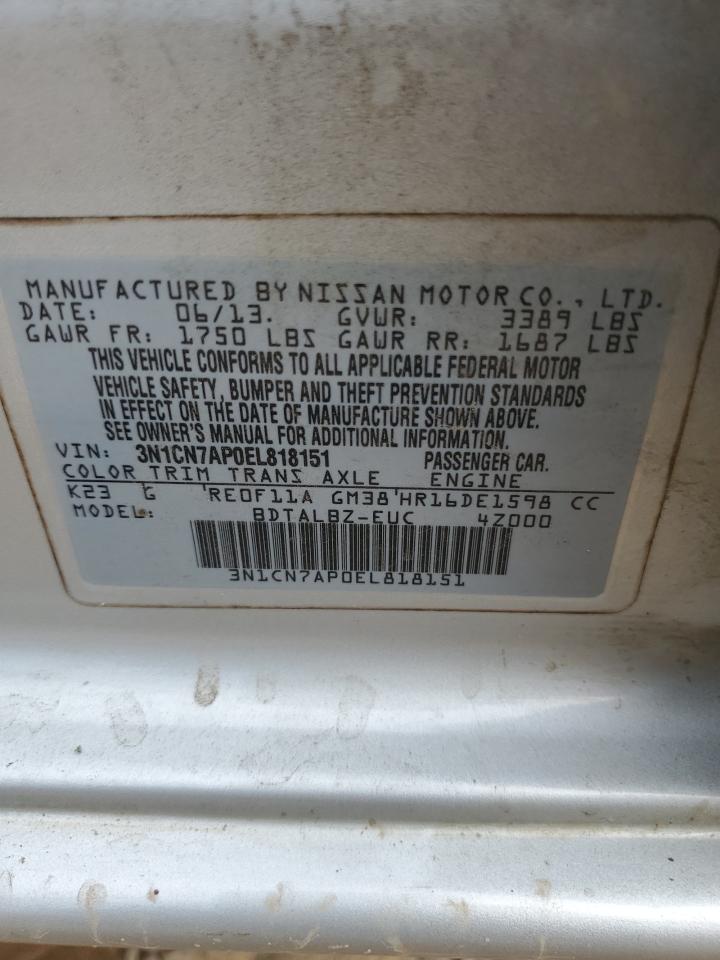 MANUFACTURED BY NISSAN MOTOR CO., LTD.
DATE: 06/13. GVWR: 3389 LBS
GAWR FR: 1750 LBS GAWR RR: 1687 LBS
THIS VEHICLE CONFORMS TO ALL APPLICABLE FEDERAL MOTOR
VEHICLE SAFETY, BUMPER AND THEFT PREVENTION STANDARDS
IN EFFECT ON THE DATE OF MANUFACTURE SHOWN ABOVE.
SEE OWNER'S MANUAL FOR ADDITIONAL INFORMATION.
VIN: 3N1CN7AP0EL818151 PASSENGER CAR.
COLOR TRIM TRANS AXLE ENGINE
K23 G 'RE0F11A GM38'HR16DE1598 CC
MODEL: BDTALBZ-EUC 4Z000
3N1CN7AP0EL818151